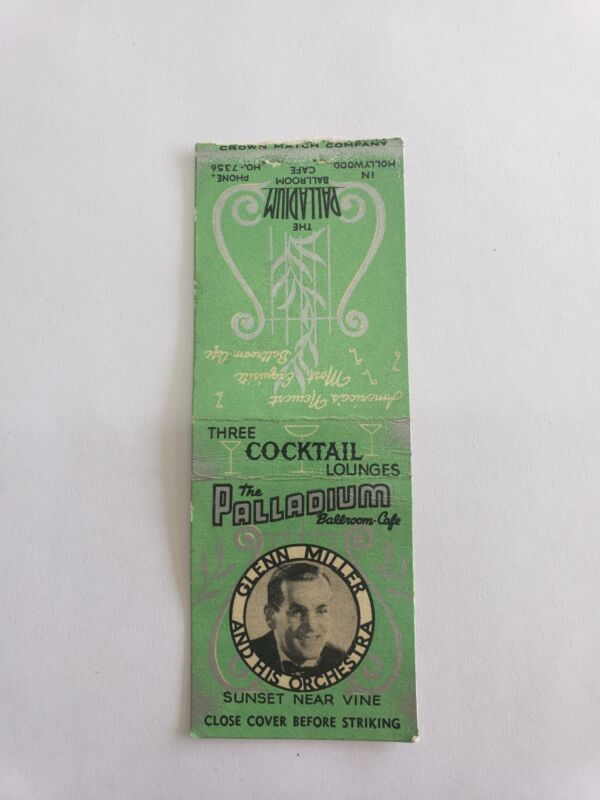 CROWN MATCH COMPANY
THE
PALLADIUM
BALLROOM
CAFE
IN
HOLLYWOOD
PHONE
HO-7356
America's Newest
Most Exquisite
Ballroom-Cafe
THREE
COCKTAIL
LOUNGES
The
PALLADIUM
Ballroom-Cafe
GLENN MILLER
AND HIS ORCHESTRA
SUNSET NEAR VINE
CLOSE COVER BEFORE STRIKING